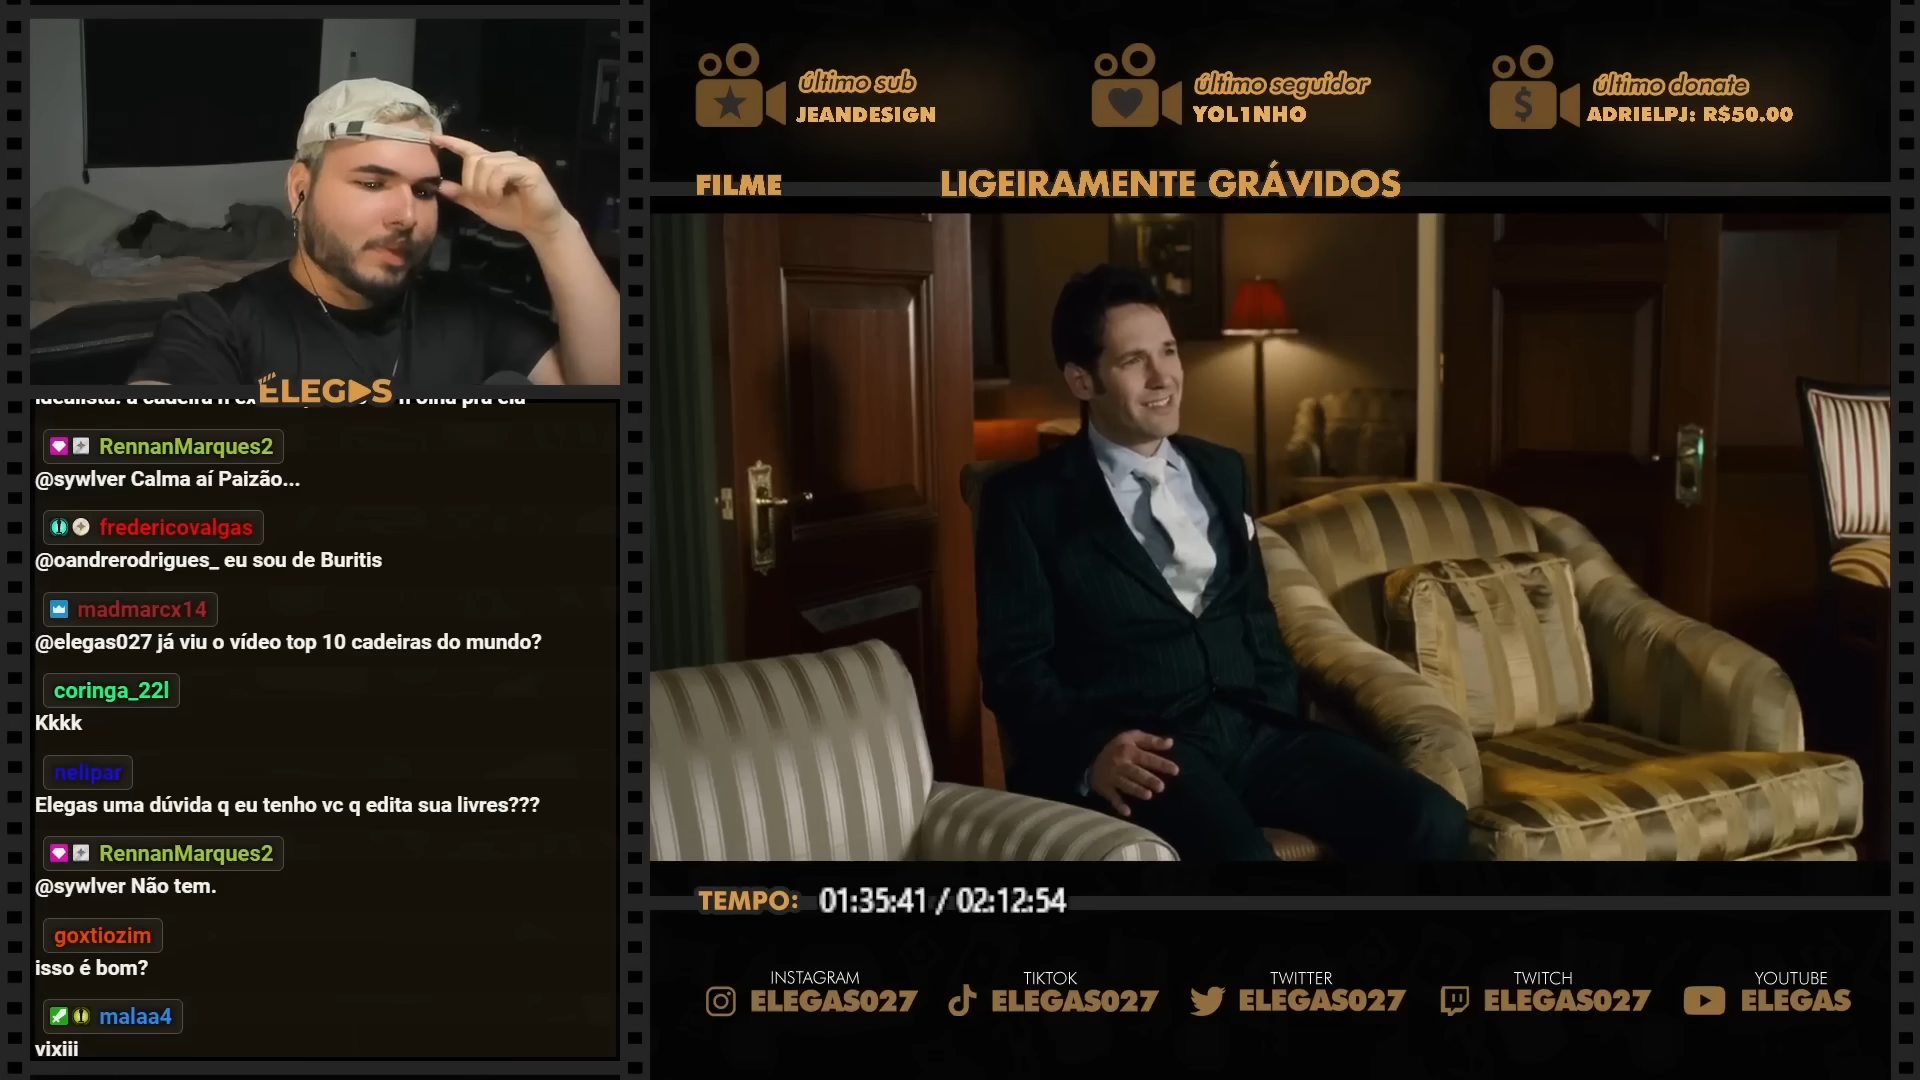 último sub
JEANDESIGN
último seguidor
YOL1NHO
último donate
ADRIELPJ: R$50.00
FILME
LIGEIRAMENTE GRÁVIDOS
ELEGAS
RennanMarques2
@sywlver Calma aí Paizão...
fredericovalgas
@oandrerodrigues_ eu sou de Buritis
madmarcx14
@elegas027 já viu o vídeo top 10 cadeiras do mundo?
coringa_22l
Kkkk
nelipar
Elegas uma dúvida q eu tenho vc q edita sua livres???
RennanMarques2
@sywlver Não tem.
goxtiozim
isso é bom?
malaa4
vixiii
TEMPO: 01:35:41 / 02:12:54
INSTAGRAM
ELEGAS027
TIKTOK
ELEGAS027
TWITTER
ELEGAS027
TWITCH
ELEGAS027
YOUTUBE
ELEGAS